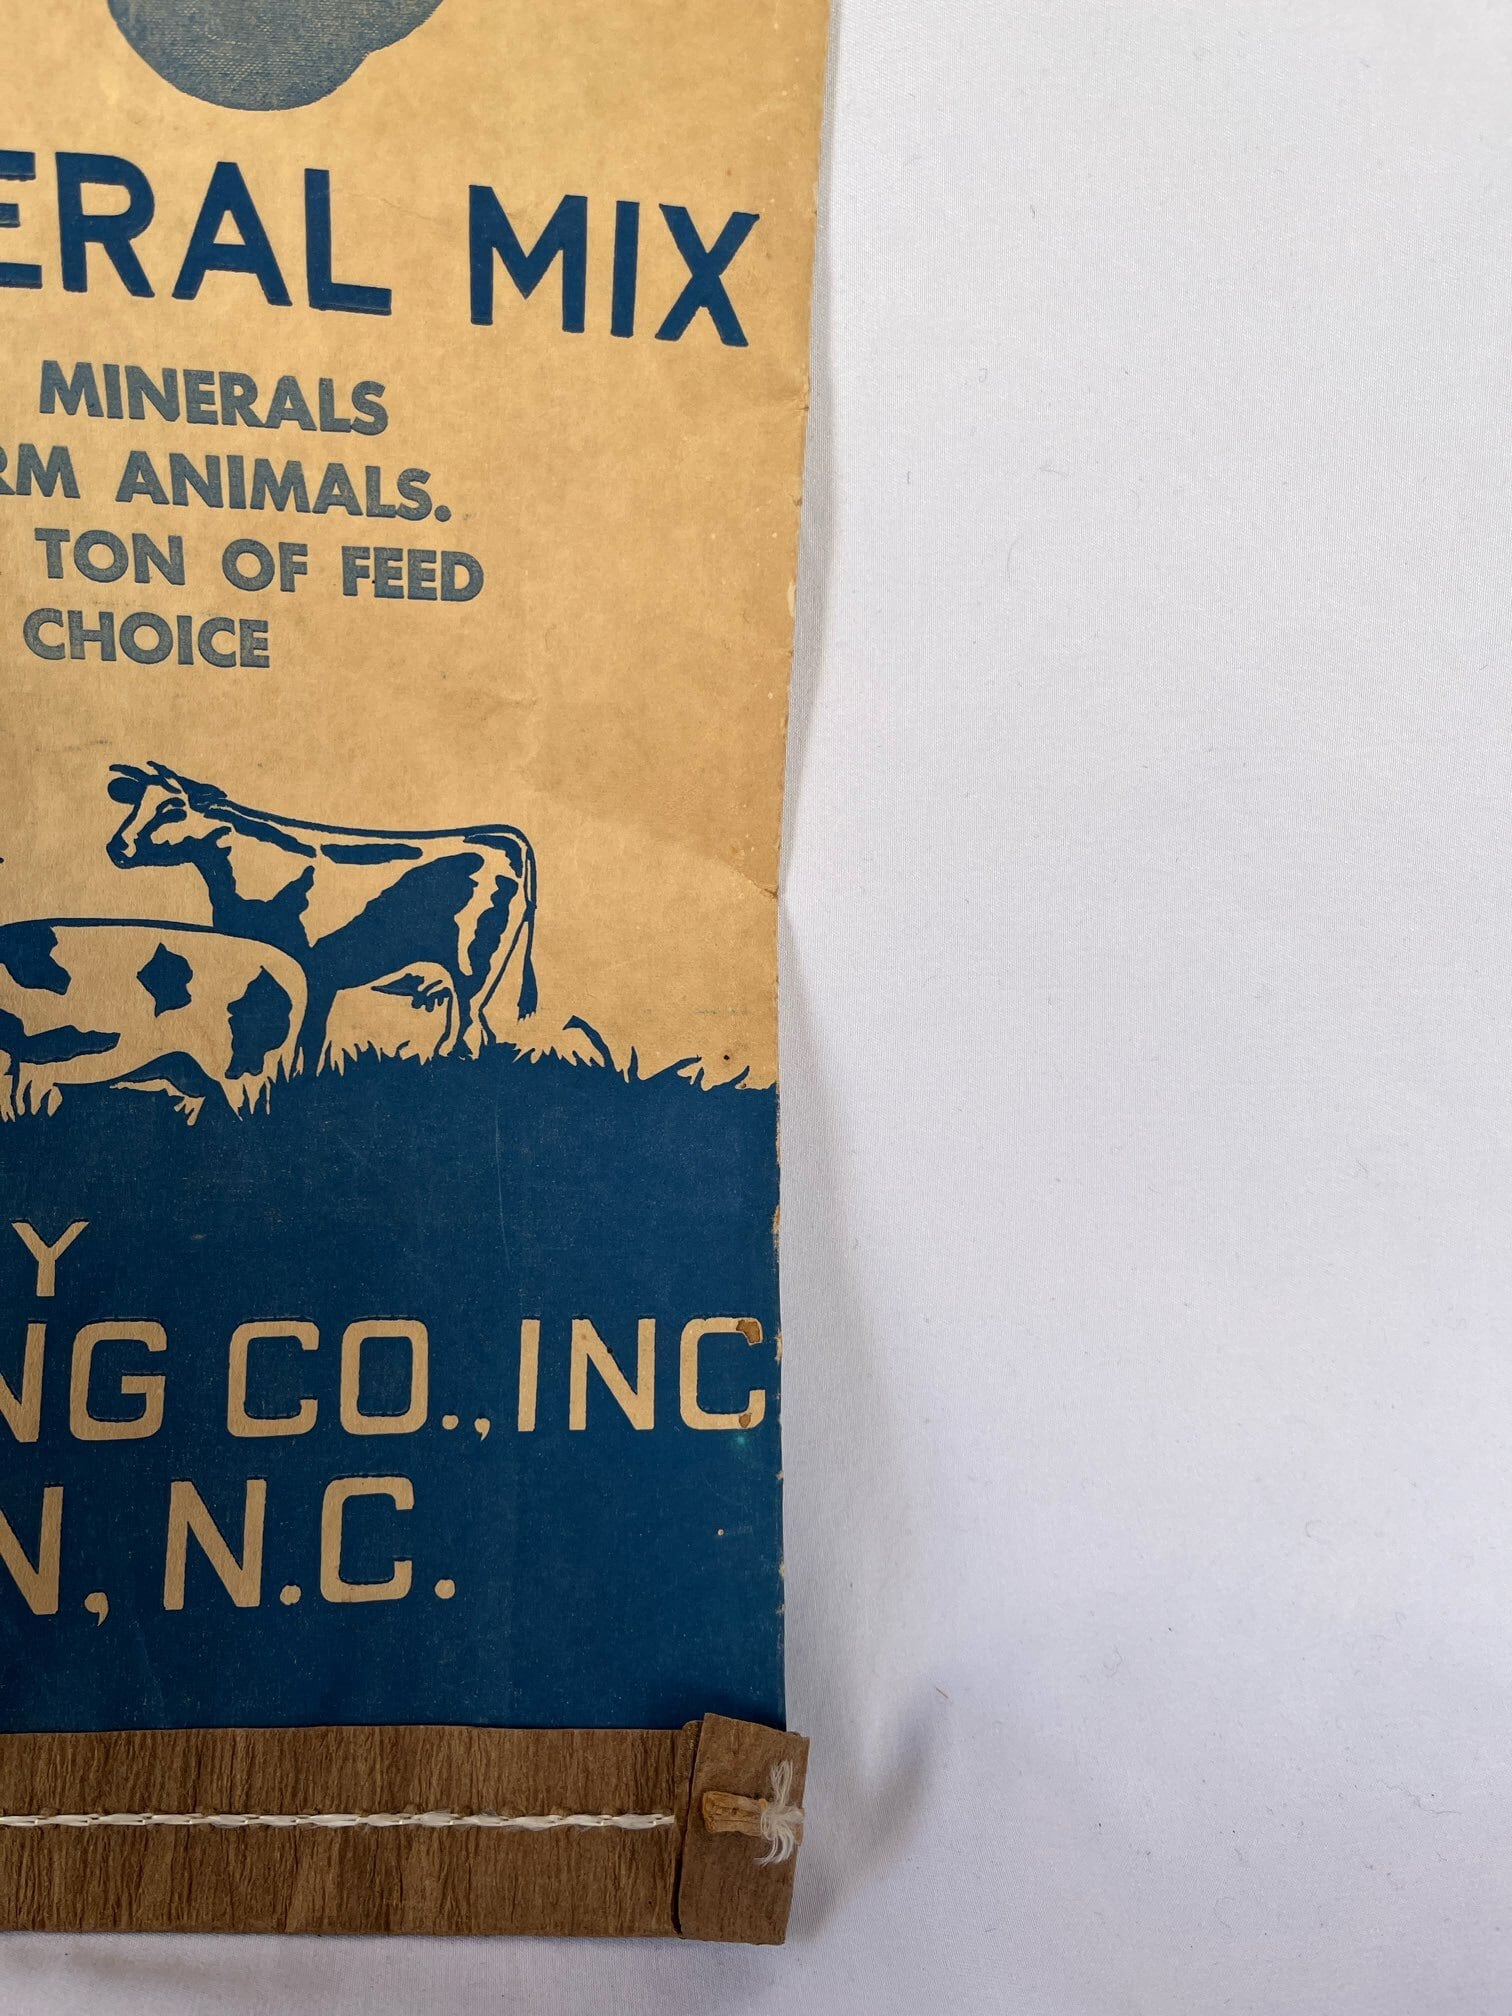 ERAL MIX
MINERALS
RM ANIMALS.
TON OF FEED
CHOICE
Y
NG CO., INC
N, N.C.